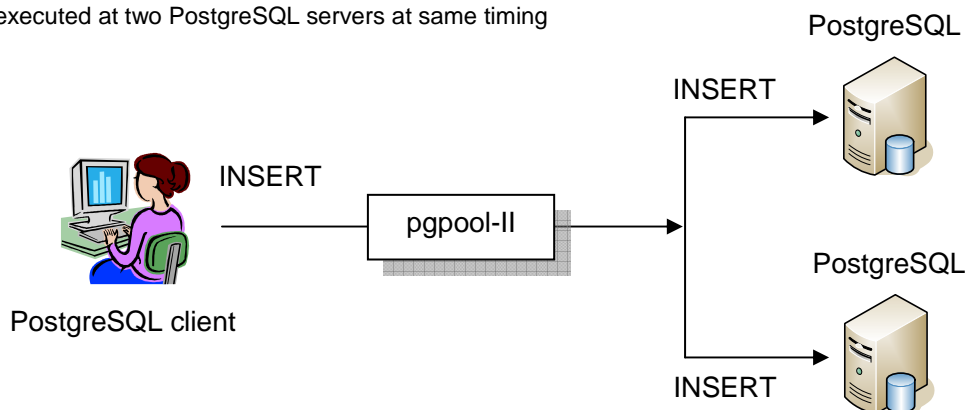 executed at two PostgreSQL servers at same timing
PostgreSQL
INSERT
INSERT
pgpool-II
PostgreSQL
PostgreSQL client
INSERT